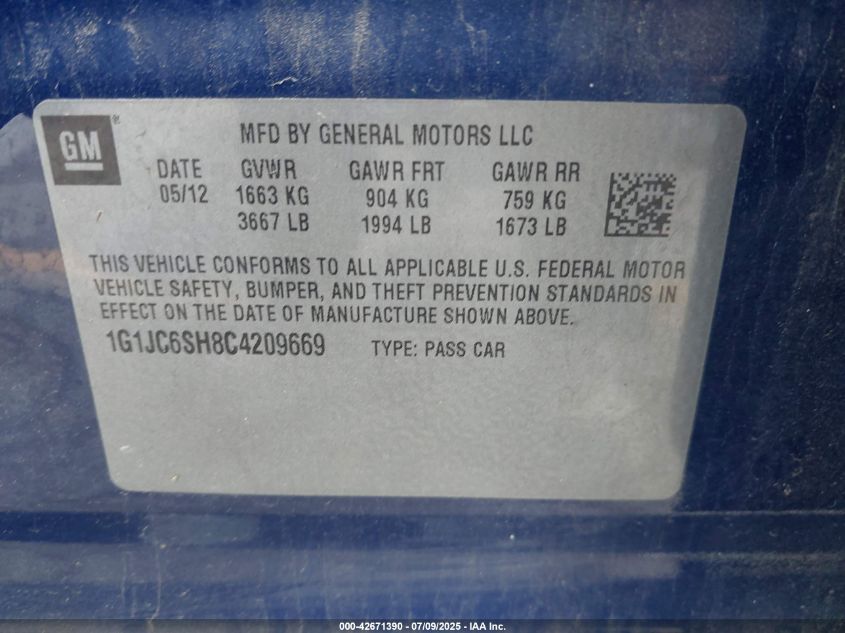 GM®
MFD BY GENERAL MOTORS LLC
DATE GVWR GAWR FRT GAWR RR
05/12 1663 KG 904 KG 759 KG
3667 LB 1994 LB 1673 LB
THIS VEHICLE CONFORMS TO ALL APPLICABLE U.S. FEDERAL MOTOR
VEHICLE SAFETY, BUMPER, AND THEFT PREVENTION STANDARDS IN
EFFECT ON THE DATE OF MANUFACTURE SHOWN ABOVE.
1G1JC6SH8C4209669 TYPE: PASS CAR
000-42671390 - 07/09/2025 - IAA Inc.